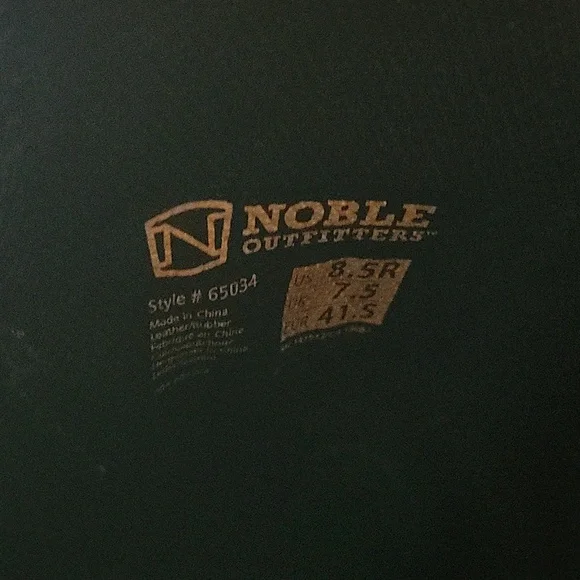 N NOBLE
OUTFITTERS™
Style # 65034
Made in China
Leather/Rubber
Fabrique en Chine
US 8.5R
UK 7.5
EUR 41.5